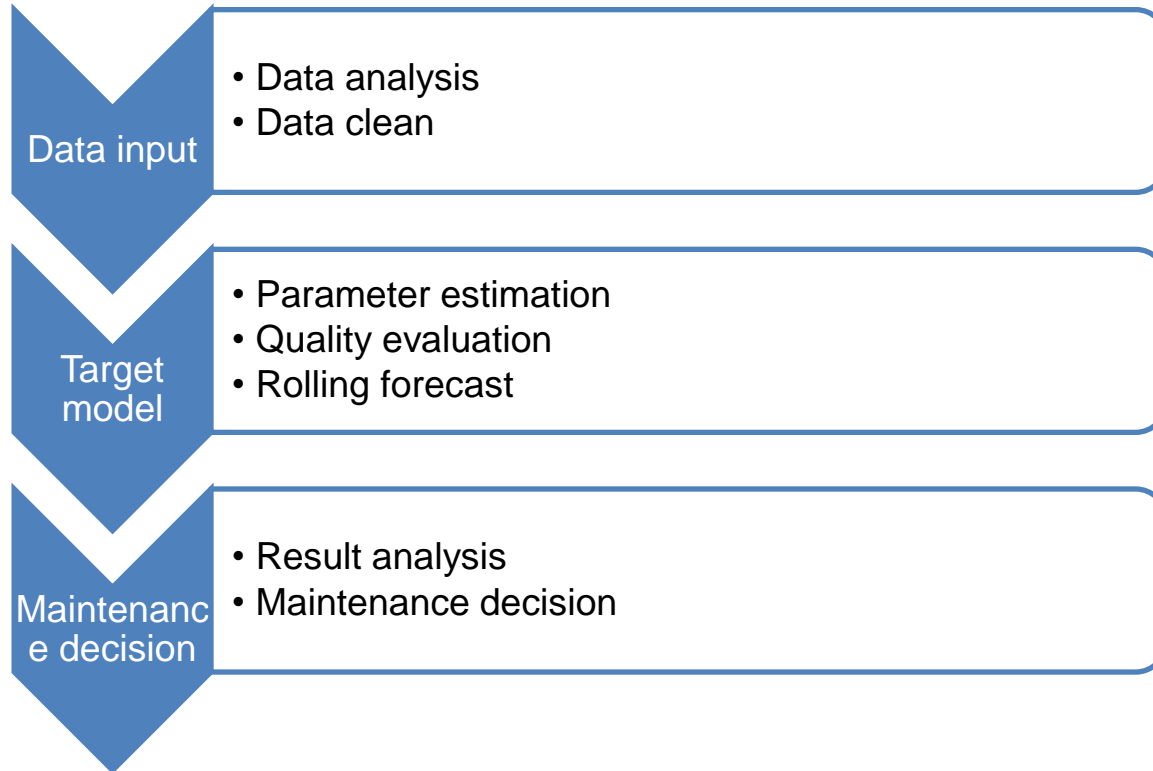 Data input
• Data analysis
• Data clean
Target
model
• Parameter estimation
• Quality evaluation
• Rolling forecast
Maintenanc
e decision
• Result analysis
• Maintenance decision